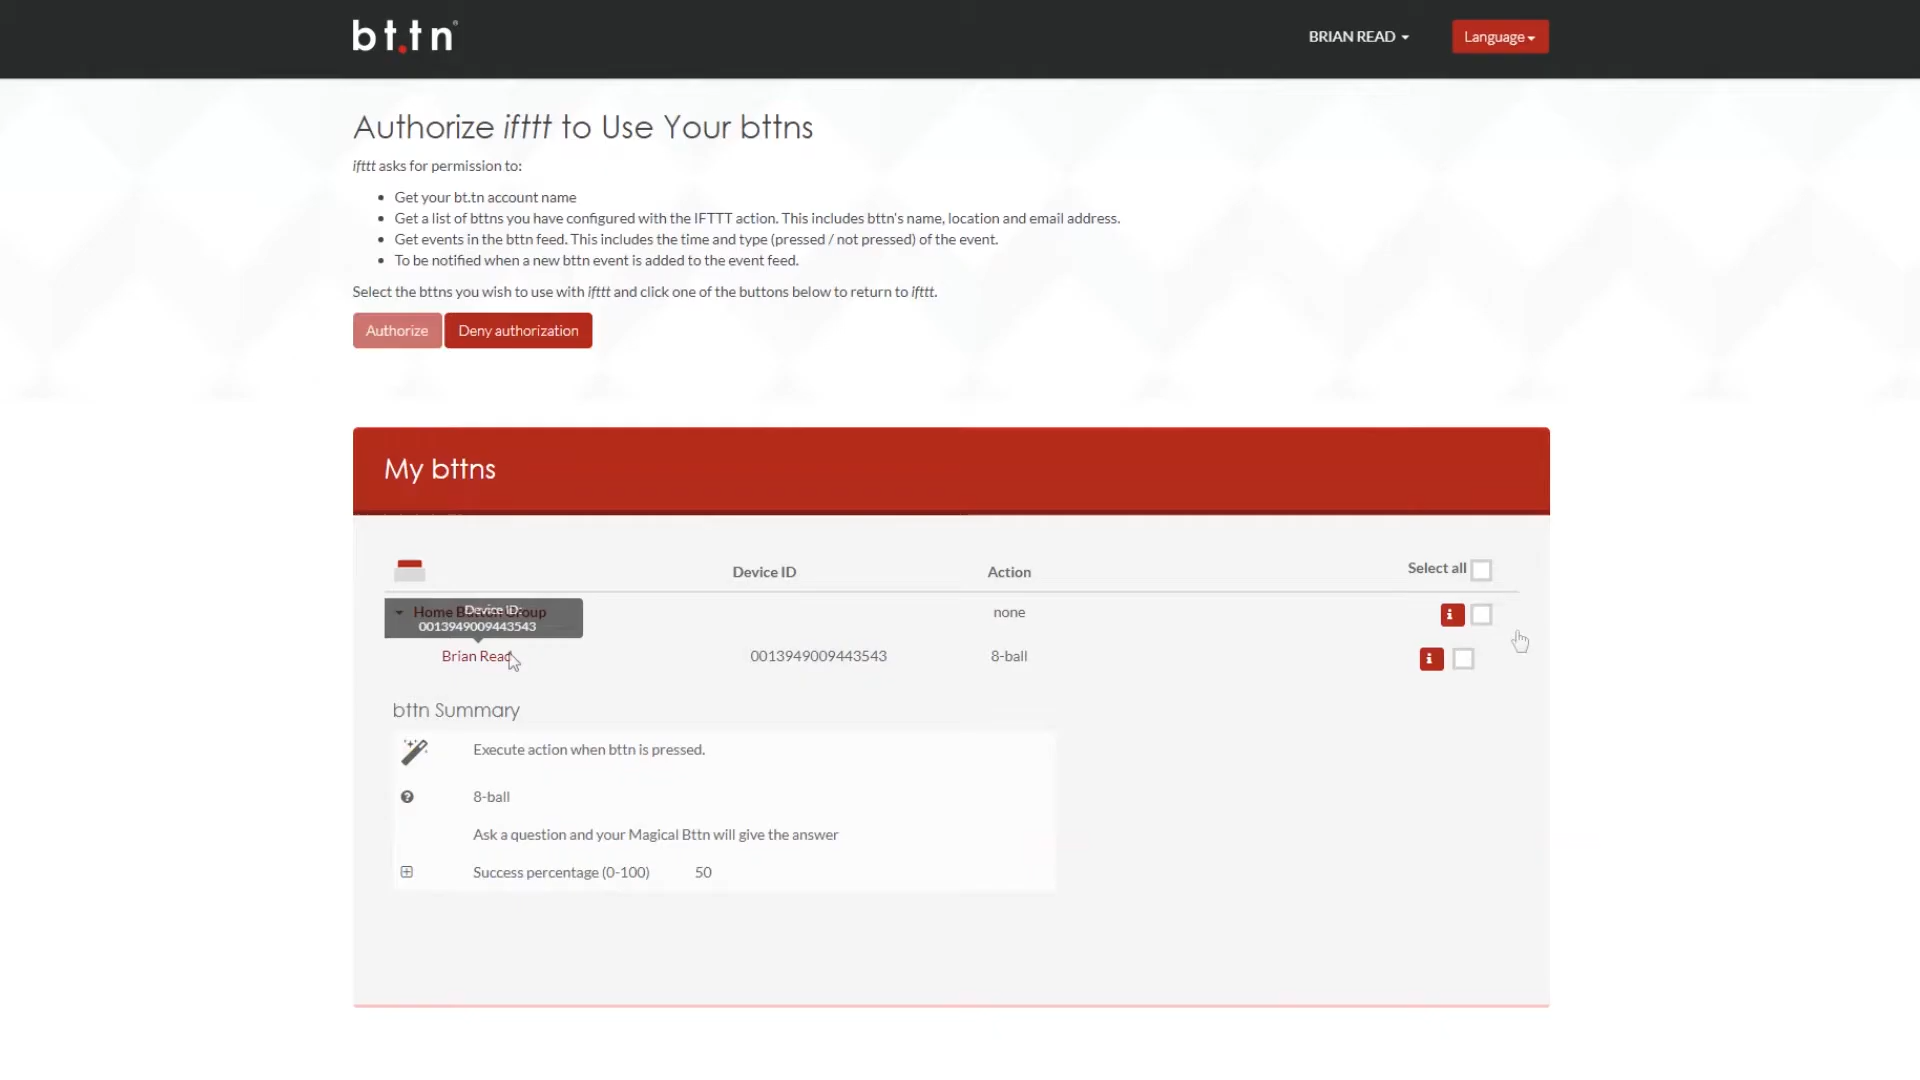 bt.tn
BRIAN READ
Language
Authorize ifttt to Use Your bttns
ifttt asks for permission to:
Get your bt.tn account name
Get a list of bttns you have configured with the IFTTT action. This includes bttn's name, location and email address.
Get events in the bttn feed. This includes the time and type (pressed / not pressed) of the event.
To be notified when a new bttn event is added to the event feed.
Select the bttns you wish to use with ifttt and click one of the buttons below to return to ifttt.
Authorize Deny authorization
My bttns
Device ID Action Select all
Home Button Group none
Device ID:
0013949009443543
Brian Read 0013949009443543 8-ball
bttn Summary
Execute action when bttn is pressed.
8-ball
Ask a question and your Magical Bttn will give the answer
Success percentage (0-100) 50